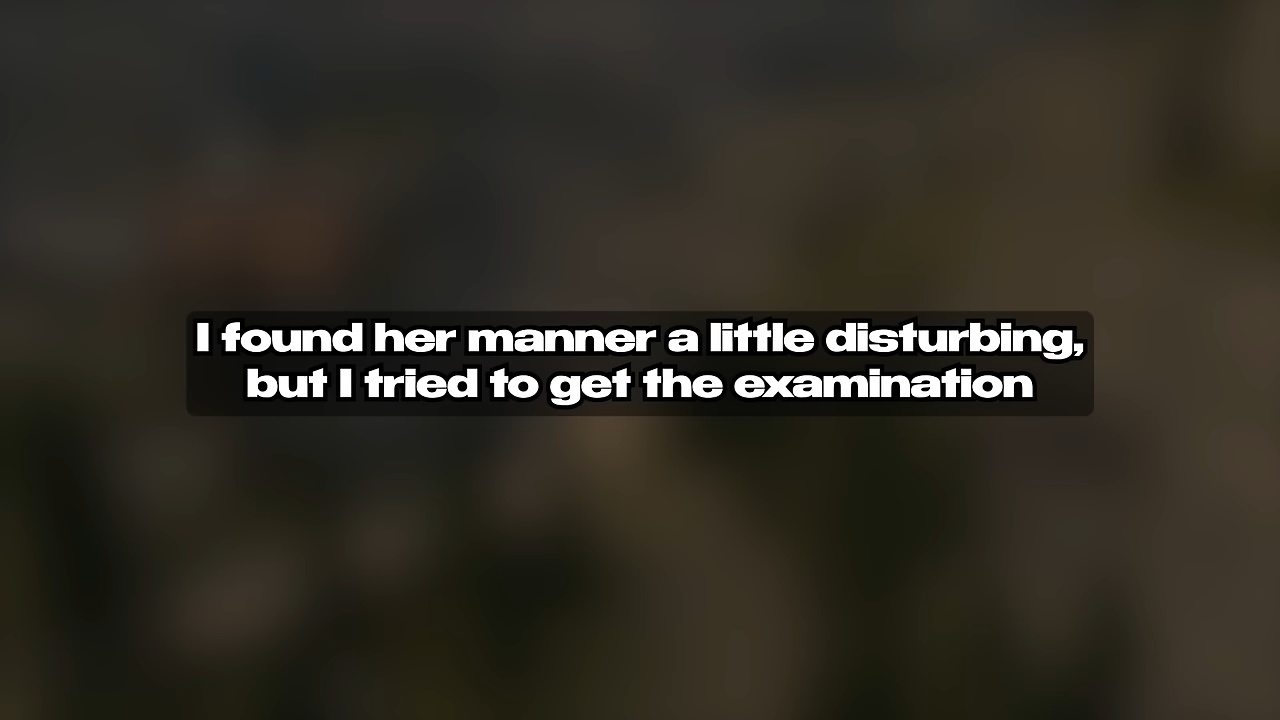 I found her manner a little disturbing,
but I tried to get the examination